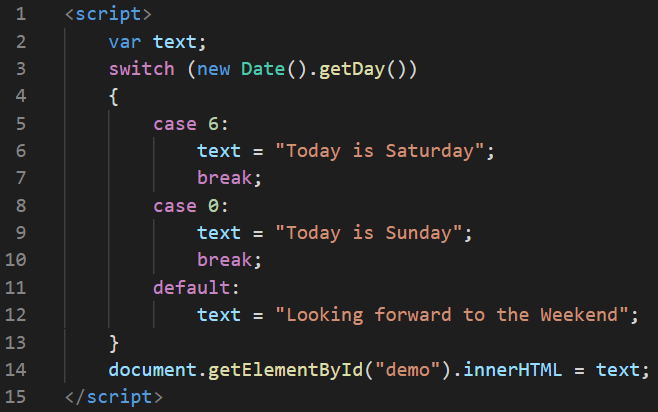 1 <script>
2 var text;
3 switch (new Date().getDay())
4 {
5 case 6:
6 text = "Today is Saturday";
7 break;
8 case 0:
9 text = "Today is Sunday";
10 break;
11 default:
12 text = "Looking forward to the Weekend";
13 }
14 document.getElementById("demo").innerHTML = text;
15 </script>